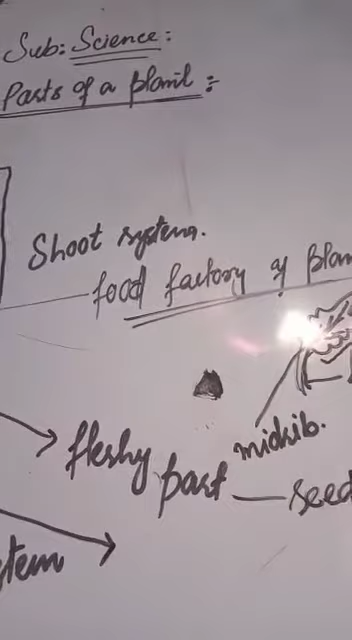 Sub: Science:
Parts of a plant:
Shoot system.
food factory of plan
midrib.
fleshy part — seed
stem